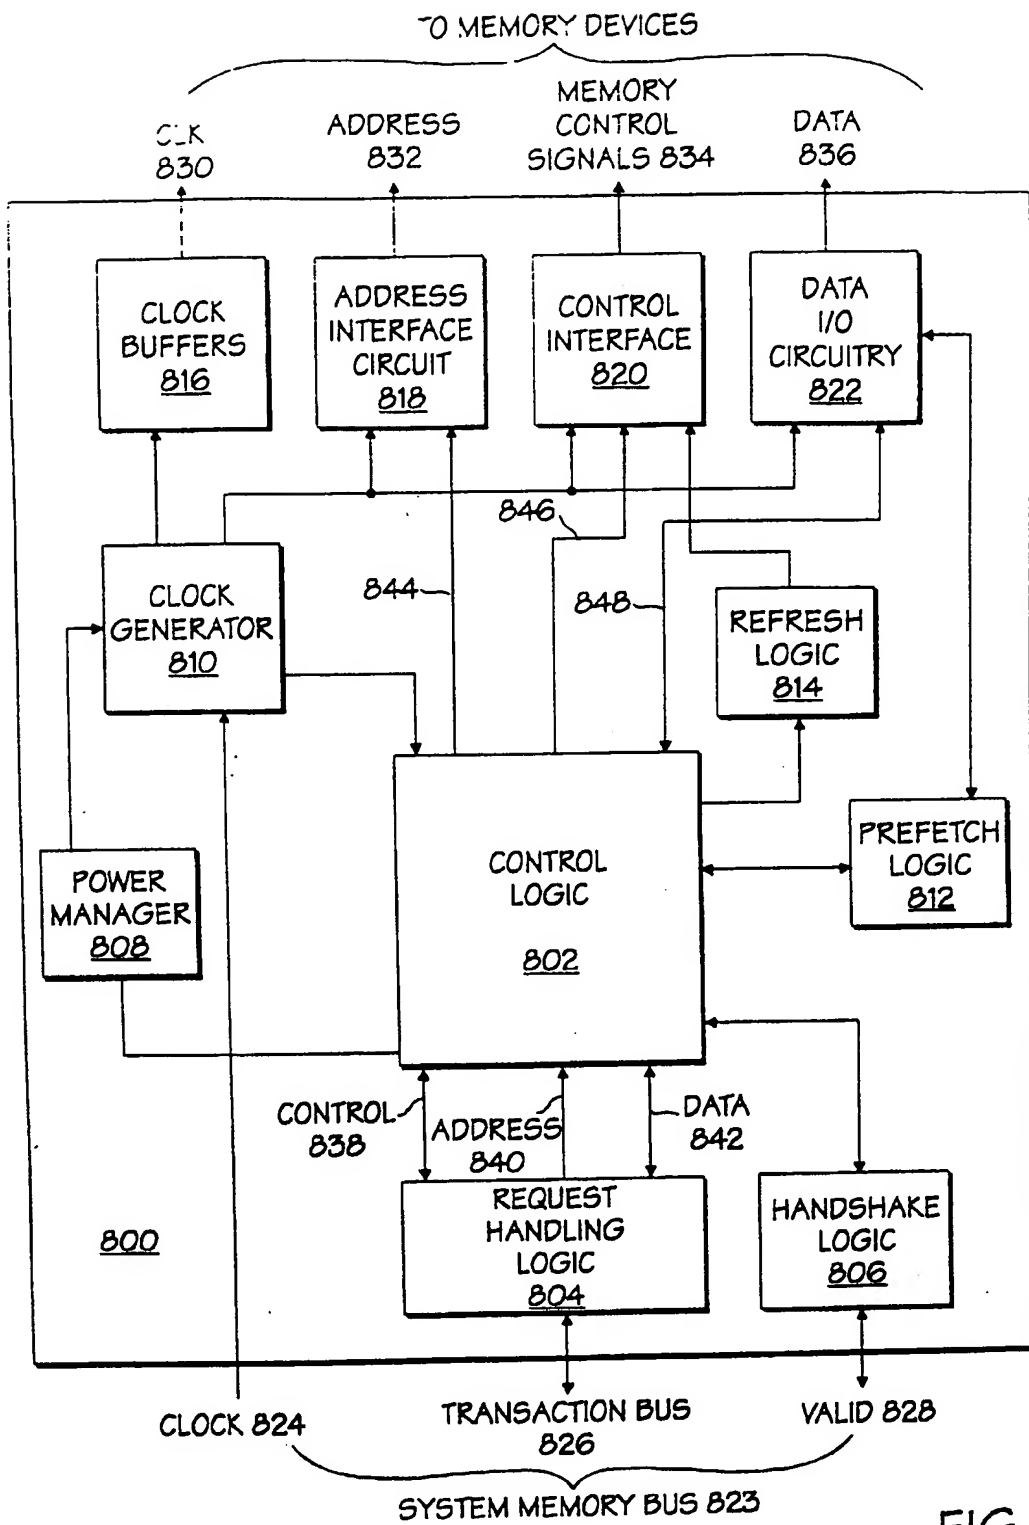 TO MEMORY DEVICES
CLK
830
ADDRESS
832
MEMORY
CONTROL
SIGNALS 834
DATA
836
CLOCK
BUFFERS
816
ADDRESS
INTERFACE
CIRCUIT
818
CONTROL
INTERFACE
820
DATA
I/O
CIRCUITRY
822
846
844
848
CLOCK
GENERATOR
810
REFRESH
LOGIC
814
POWER
MANAGER
808
CONTROL
LOGIC
802
PREFETCH
LOGIC
812
CONTROL
838
ADDRESS
840
DATA
842
800
REQUEST
HANDLING
LOGIC
804
HANDSHAKE
LOGIC
806
CLOCK 824
TRANSACTION BUS
826
VALID 828
SYSTEM MEMORY BUS 823
FIG